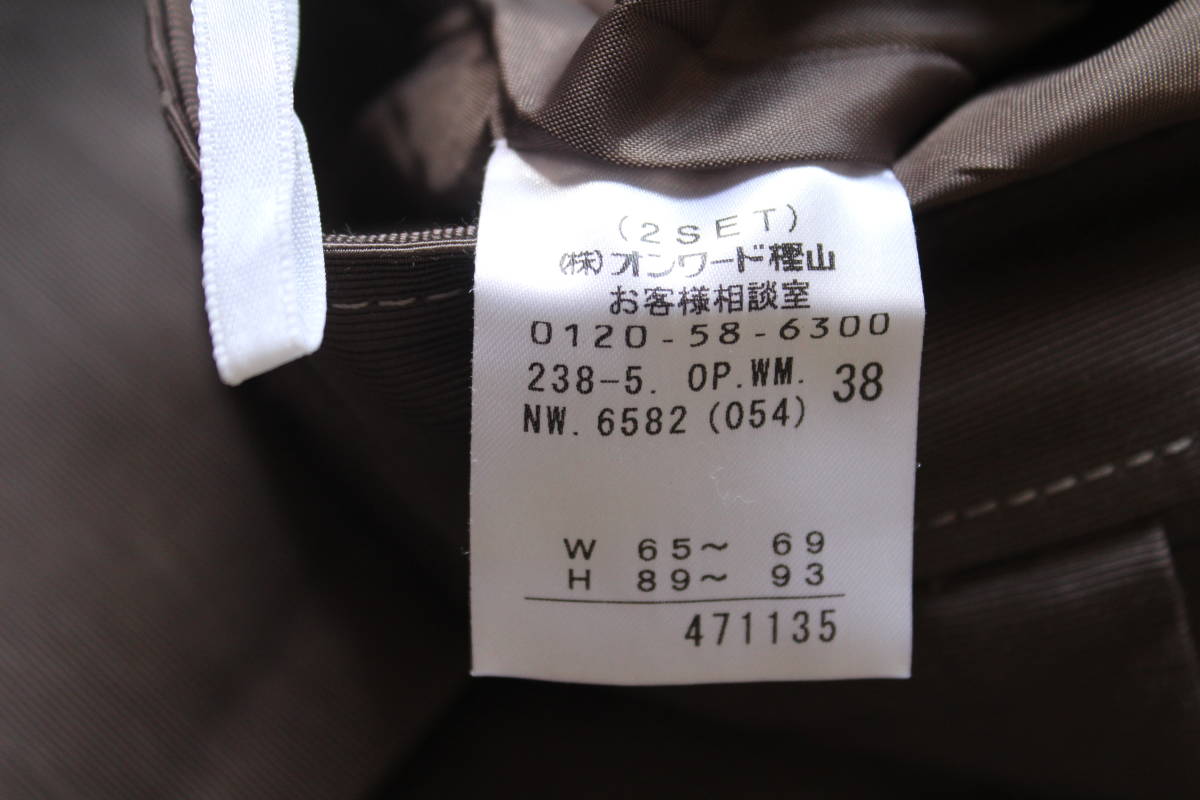 (2SET)
(株)オンワード樫山
お客様相談室
0120-58-6300
238-5. OP.WM. 38
NW. 6582 (054)
W 65~ 69
H 89~ 93
471135